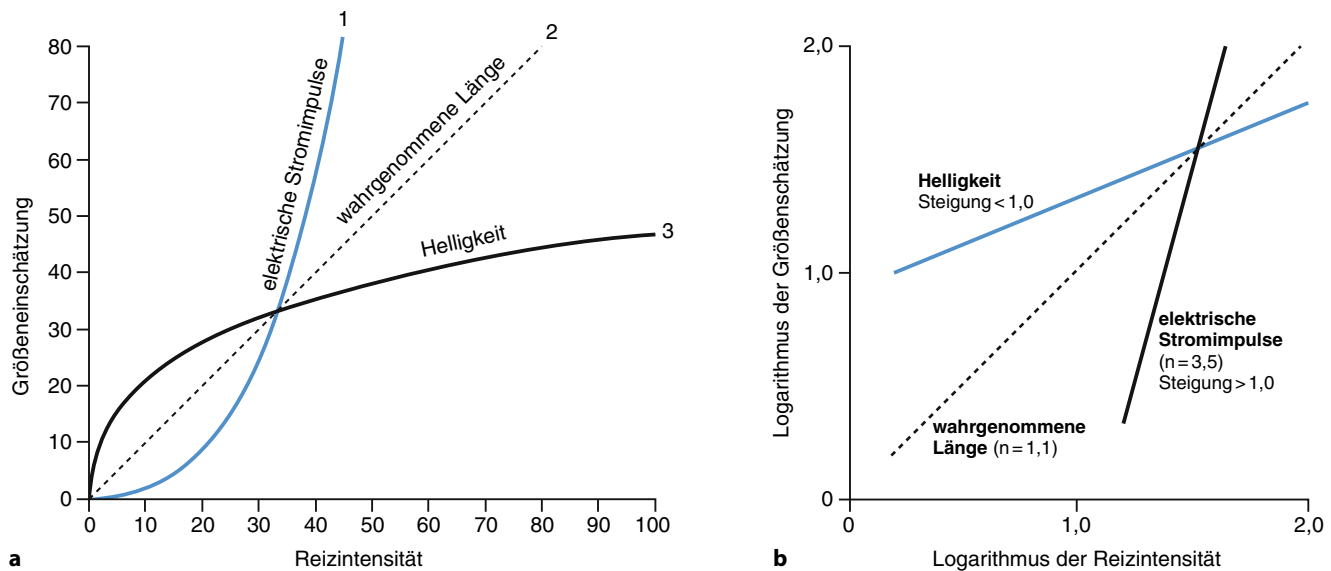 1
2
80
70
60
50
40
30
20
10
0
Größeneinschätzung
elektrische Stromimpulse
wahrgenommene Länge
Helligkeit
3
0 10 20 30 40 50 60 70 80 90 100
Reizintensität
a
2,0
1,0
0
Logarithmus der Größenschätzung
Helligkeit
Steigung < 1,0
elektrische
Stromimpulse
(n = 3,5)
Steigung > 1,0
wahrgenommene
Länge (n = 1,1)
0 1,0 2,0
Logarithmus der Reizintensität
b